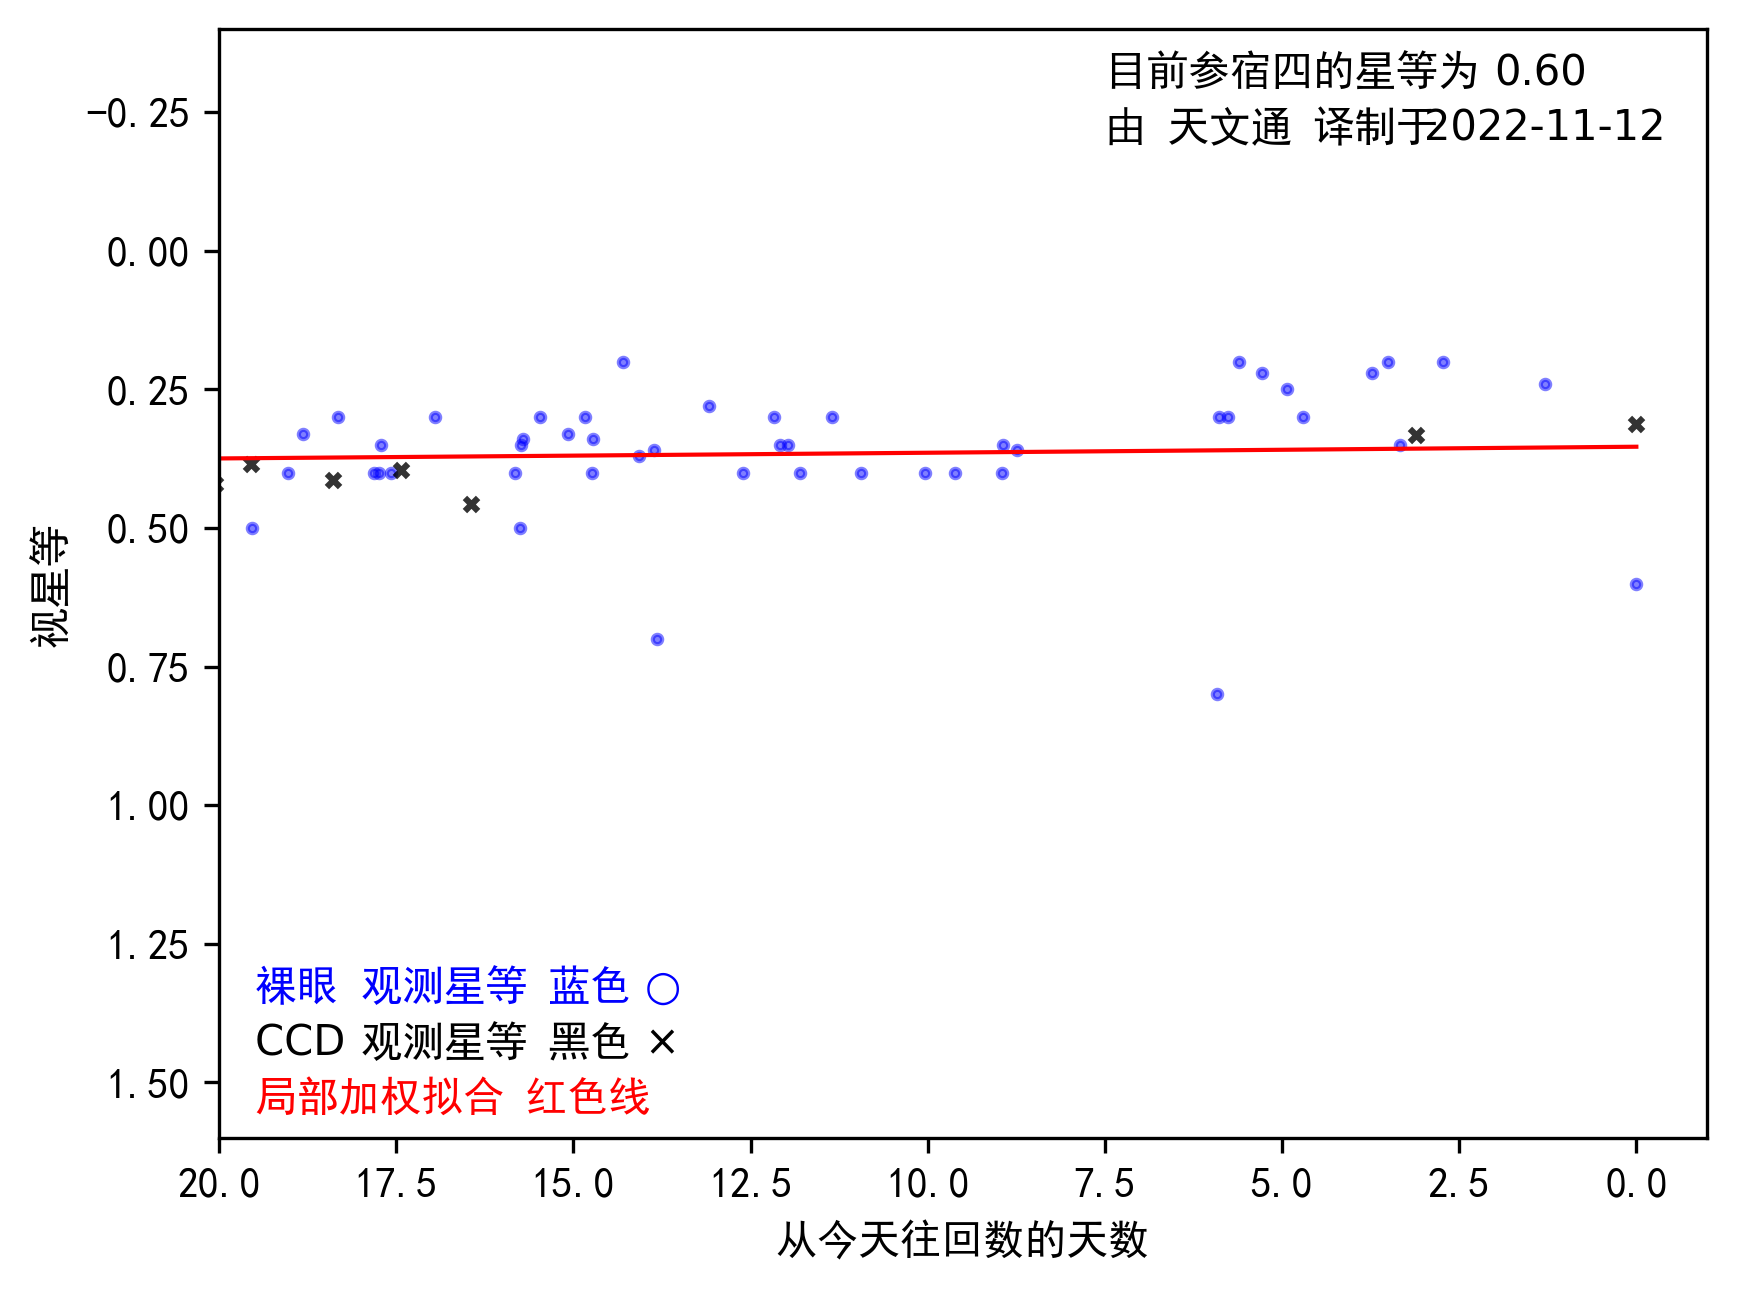 目前参宿四的星等为 0.60
由 天文通 译制于2022-11-12
−0.25
0.00
0.25
0.50
0.75
1.00
1.25
1.50
视星等
裸眼 观测星等 蓝色 ○
CCD 观测星等 黑色 ×
局部加权拟合 红色线
20.0 17.5 15.0 12.5 10.0 7.5 5.0 2.5 0.0
从今天往回数的天数